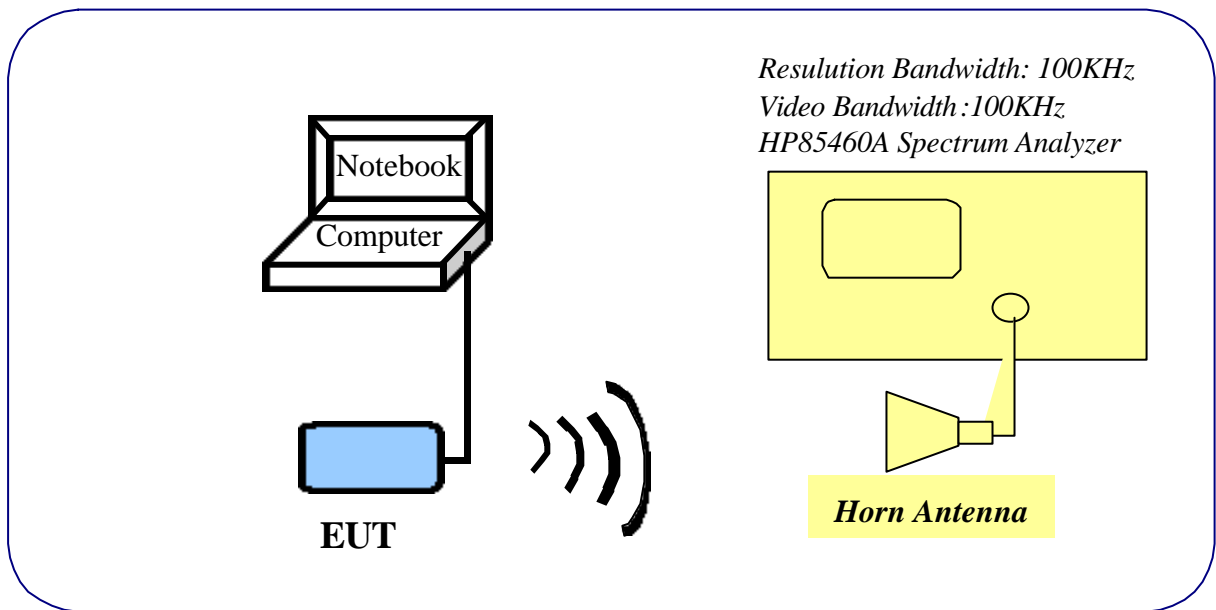 Resulution Bandwidth: 100KHz
Video Bandwidth :100KHz
HP85460A Spectrum Analyzer
Notebook
Computer
EUT
Horn Antenna